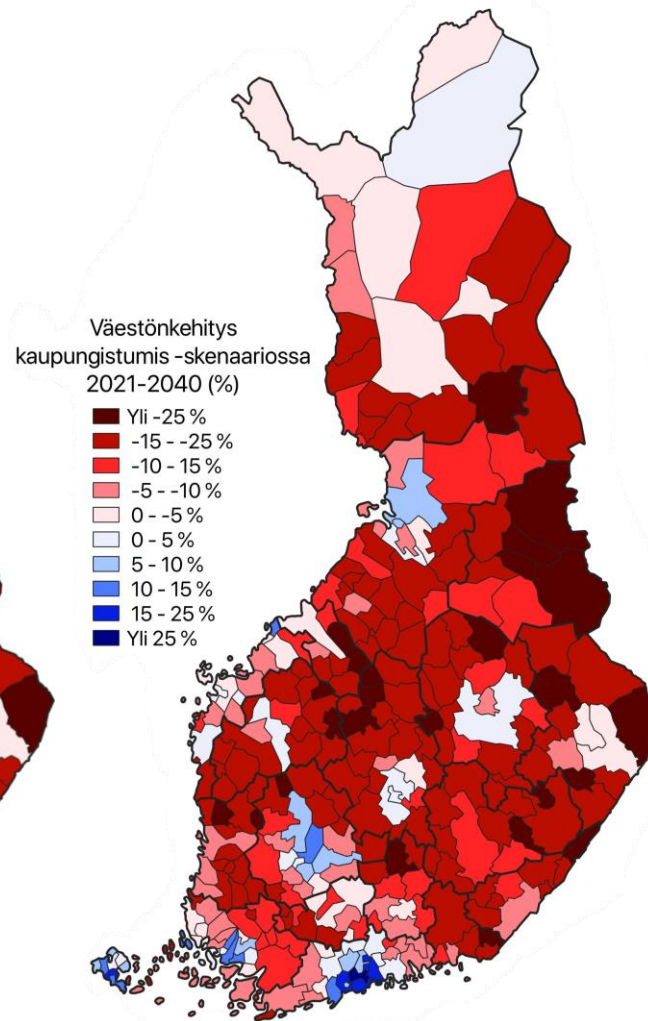 Väestönkehitys
kaupungistumis -skenaariossa
2021-2040 (%)
Yli -25 %
-15 - -25 %
-10 - 15 %
-5 - -10 %
0 - -5 %
0 - 5 %
5 - 10 %
10 - 15 %
15 - 25 %
Yli 25 %